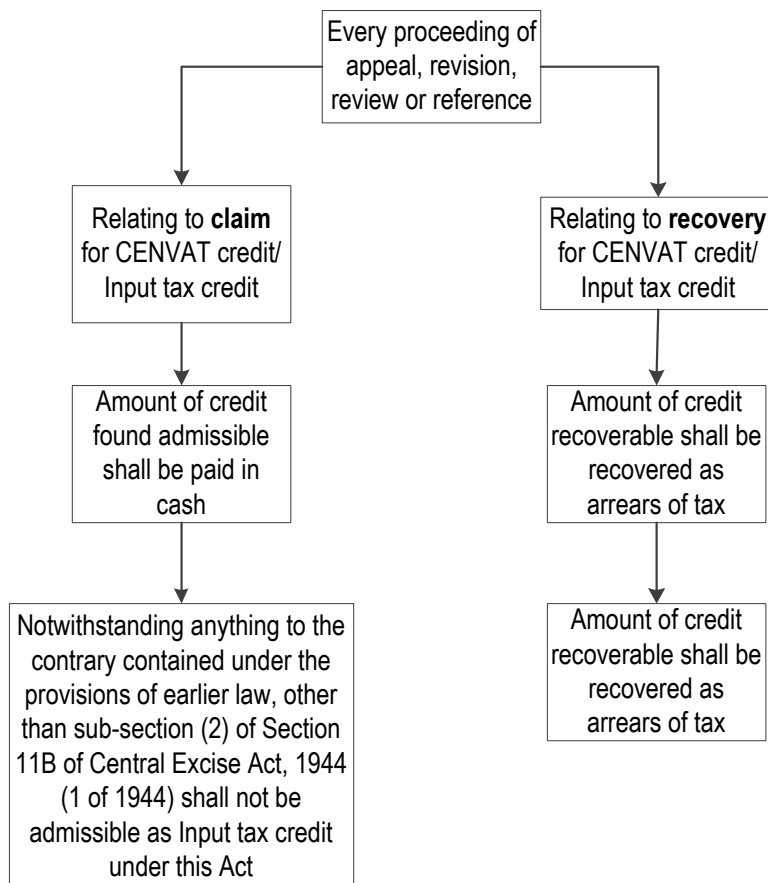 Every proceeding of
appeal, revision,
review or reference
Relating to claim
for CENVAT credit/
Input tax credit
Relating to recovery
for CENVAT credit/
Input tax credit
Amount of credit
found admissible
shall be paid in
cash
Amount of credit
recoverable shall be
recovered as
arrears of tax
Notwithstanding anything to the
contrary contained under the
provisions of earlier law, other
than sub-section (2) of Section
11B of Central Excise Act, 1944
(1 of 1944) shall not be
admissible as Input tax credit
under this Act
Amount of credit
recoverable shall be
recovered as
arrears of tax